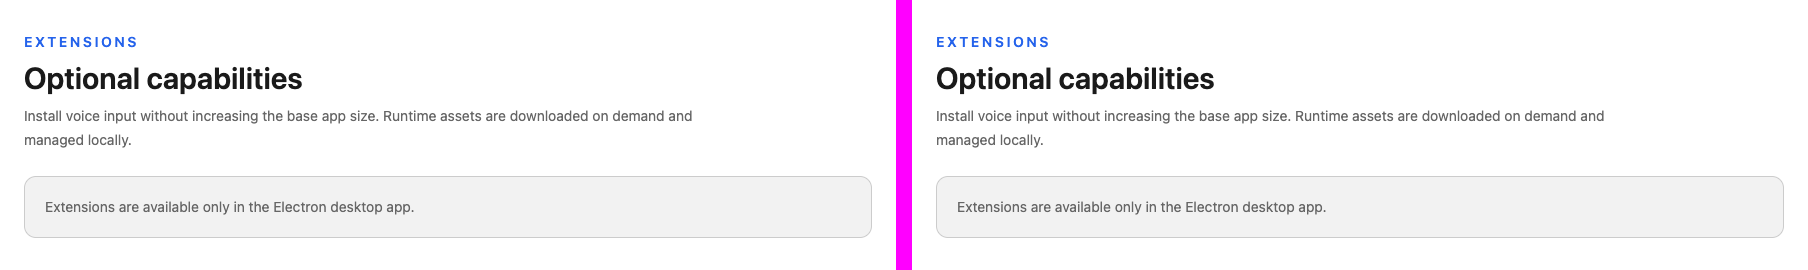 EXTENSIONS
Optional capabilities
Install voice input without increasing the base app size. Runtime assets are downloaded on demand and
managed locally.
Extensions are available only in the Electron desktop app.
EXTENSIONS
Optional capabilities
Install voice input without increasing the base app size. Runtime assets are downloaded on demand and
managed locally.
Extensions are available only in the Electron desktop app.